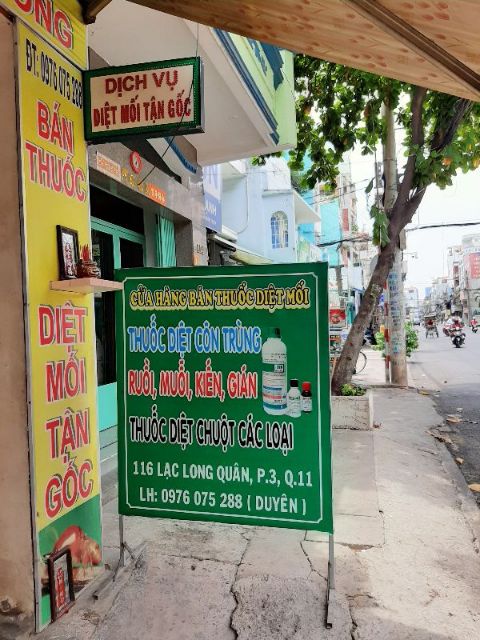 ĐT: 0976 075 288
BÁN
THUỐC
DIỆT
MỐI
TẬN
GỐC
DỊCH VỤ
DIỆT MỐI TẬN GỐC
CỬA HÀNG BÁN THUỐC DIỆT MỐI
THUỐC DIỆT CÔN TRÙNG
RUỒI, MUỖI, KIẾN, GIÁN
THUỐC DIỆT CHUỘT CÁC LOẠI
116 LẠC LONG QUÂN, P.3, Q.11
LH: 0976 075 288 ( DUYÊN )